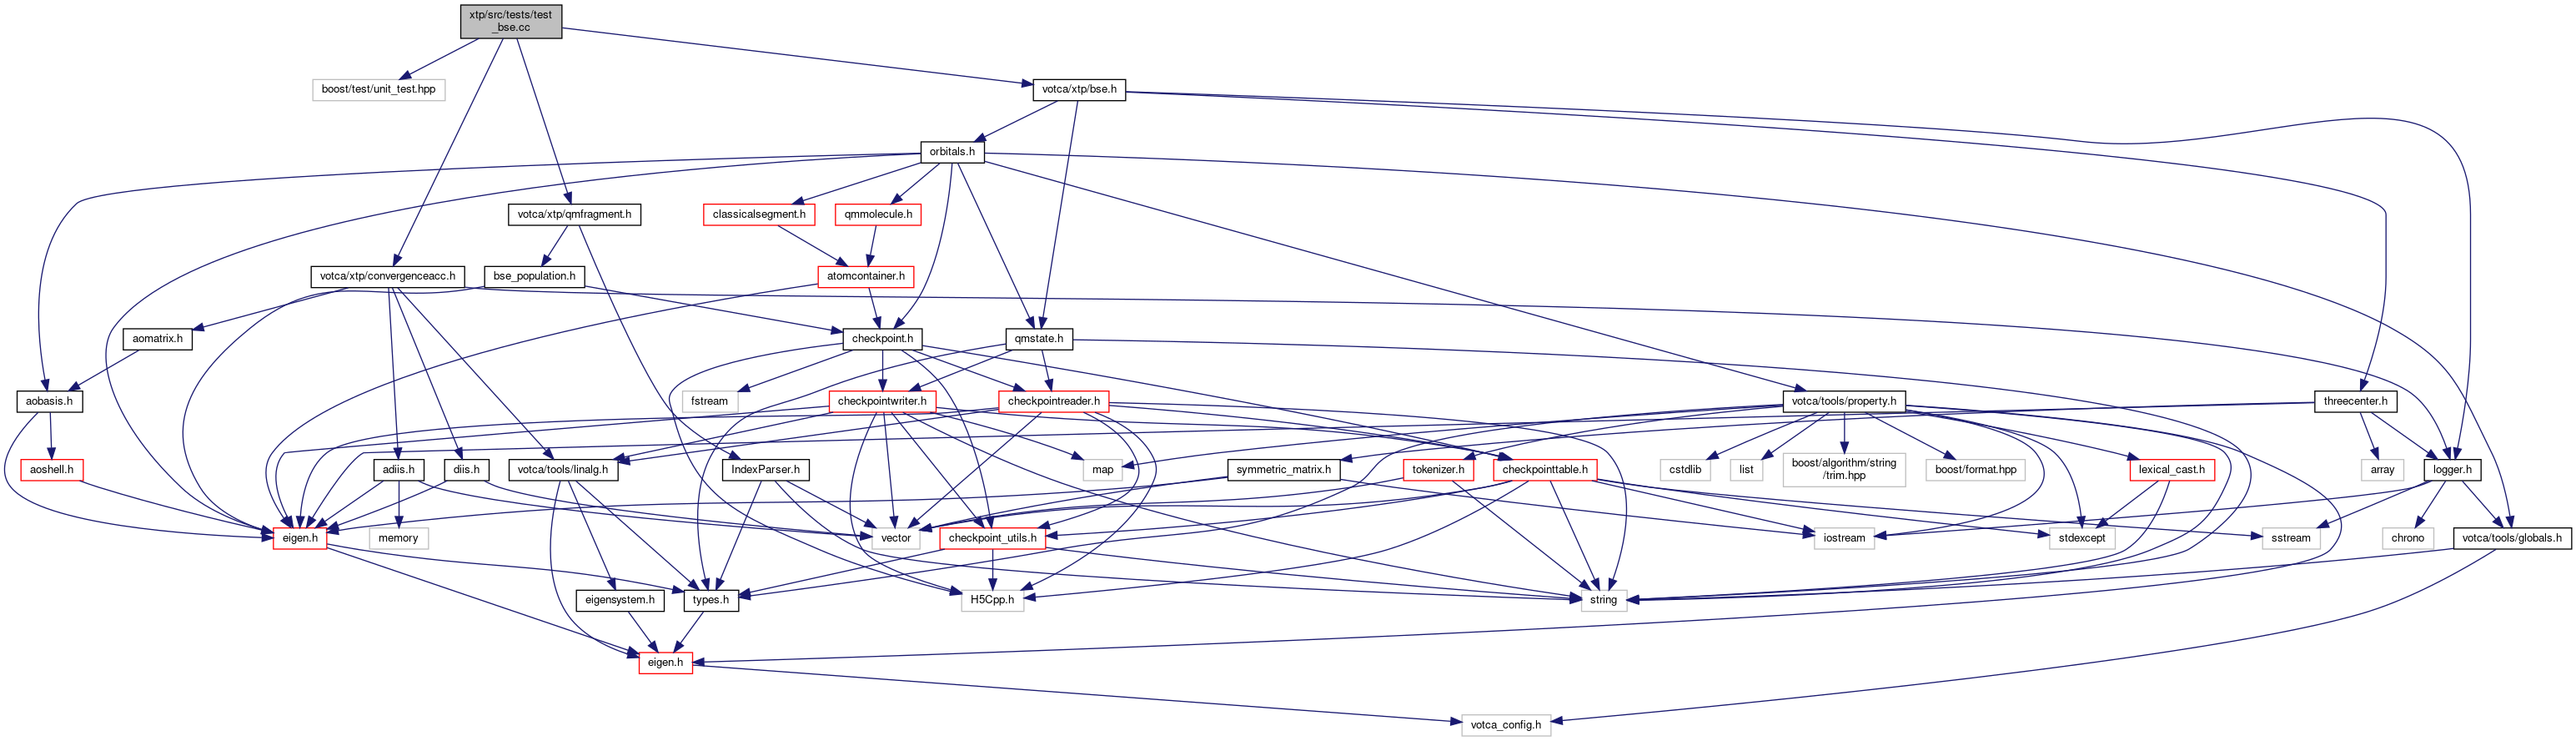 xtp/src/tests/test
_bse.cc
boost/test/unit_test.hpp
votca/xtp/bse.h
orbitals.h
votca/xtp/qmfragment.h
classicalsegment.h
qmmolecule.h
votca/xtp/convergenceacc.h
bse_population.h
atomcontainer.h
aomatrix.h
checkpoint.h
qmstate.h
aobasis.h
fstream
checkpointwriter.h
checkpointreader.h
votca/tools/property.h
threecenter.h
aoshell.h
adiis.h
diis.h
votca/tools/linalg.h
IndexParser.h
map
symmetric_matrix.h
tokenizer.h
checkpointtable.h
cstdlib
list
boost/algorithm/string
/trim.hpp
boost/format.hpp
lexical_cast.h
array
logger.h
eigen.h
memory
vector
checkpoint_utils.h
iostream
stdexcept
sstream
chrono
votca/tools/globals.h
eigensystem.h
types.h
H5Cpp.h
string
eigen.h
votca_config.h